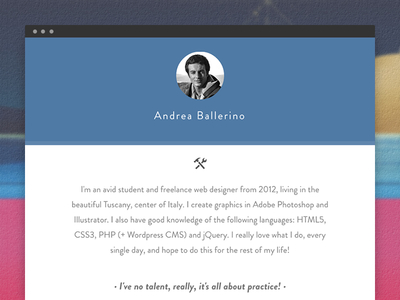 Andrea Ballerino
I'm an avid student and freelance web designer from 2012, living in the
beautiful Tuscany, center of Italy. I create graphics in Adobe Photoshop and
Illustrator. I also have good knowledge of the following languages: HTML5,
CSS3, PHP (+ Wordpress CMS) and jQuery. I really love what I do, every
single day, and hope to do this for the rest of my life!
· I've no talent, really, it's all about practice! ·